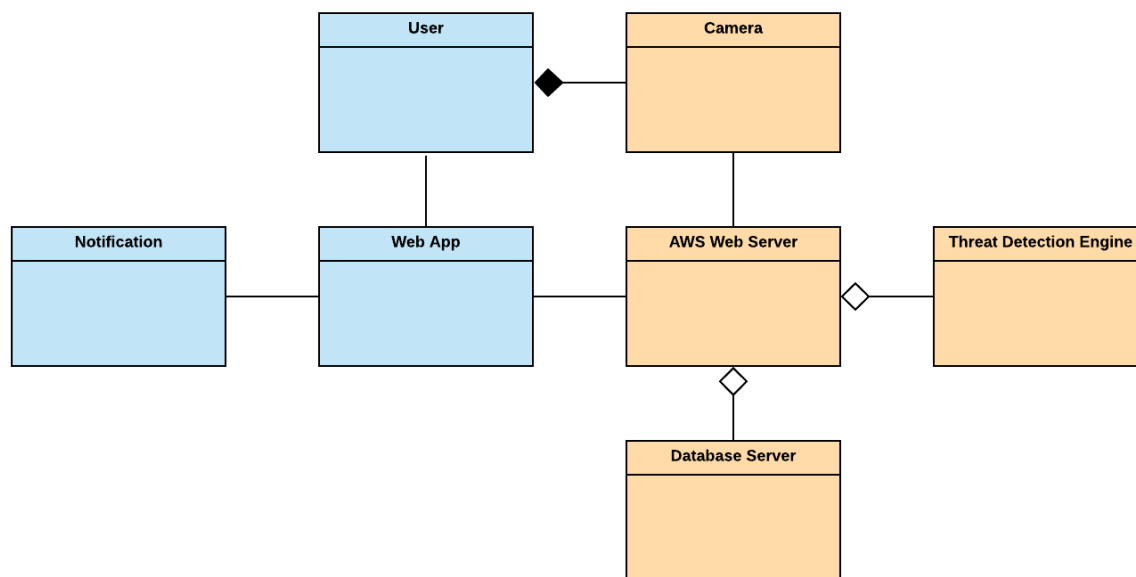 User
Camera
Notification
Web App
AWS Web Server
Threat Detection Engine
Database Server